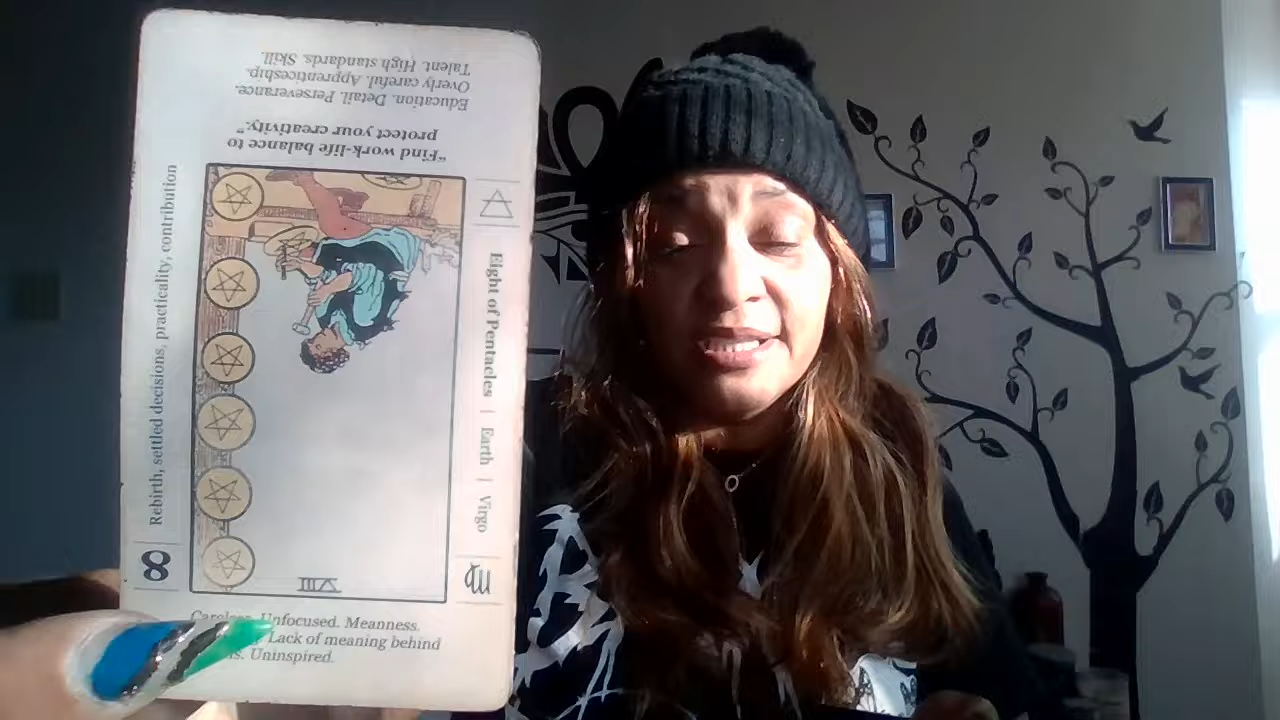 Education. Detail. Perseverance.
Overly careful. Apprenticeship.
Talent. High standards. Skill.
"Find work-life balance to
protect your creativity."
Rebirth, settled decisions, practicality, contribution
8
Eight of Pentacles | Earth | Virgo
VIII
Unfocused. Meanness.
Lack of meaning behind
Uninspired.